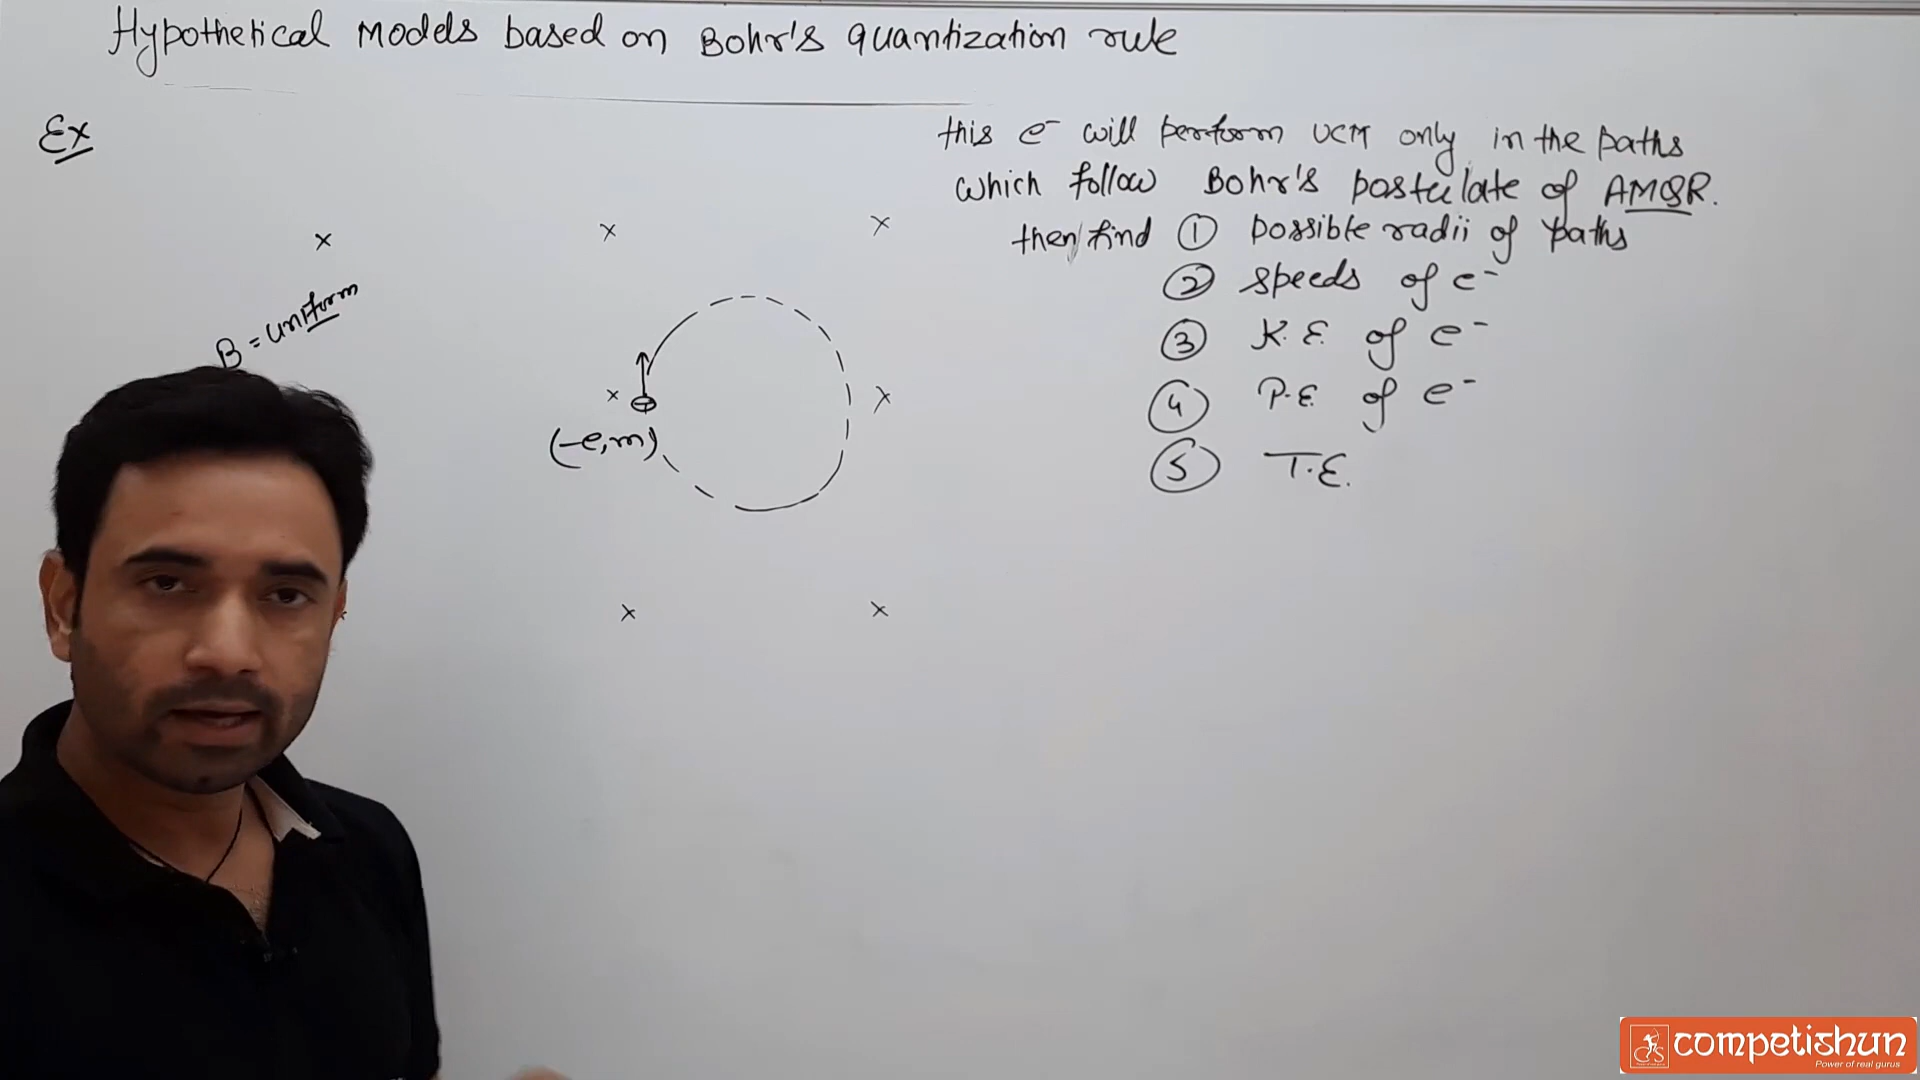 Hypothetical Models based on Bohr's quantization rule
Ex
this e⁻ will perform UCM only in the paths
which follow Bohr's postulate of AMQR.
then find ① possible radii of paths
② speeds of e⁻
③ K.E. of e⁻
④ P.E. of e⁻
⑤ T.E.
x x x
B = uniform
x x
(-e, m)
x x
competishun
Power of real gurus